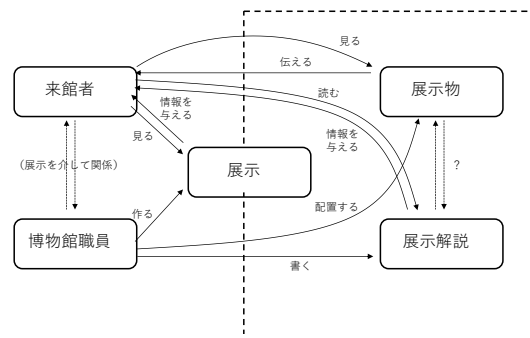 見る
伝える
来館者
展示物
読む
情報を
与える
見る
情報を
与える
(展示を介して関係)
展示
?
作る
配置する
博物館職員
展示解説
書く